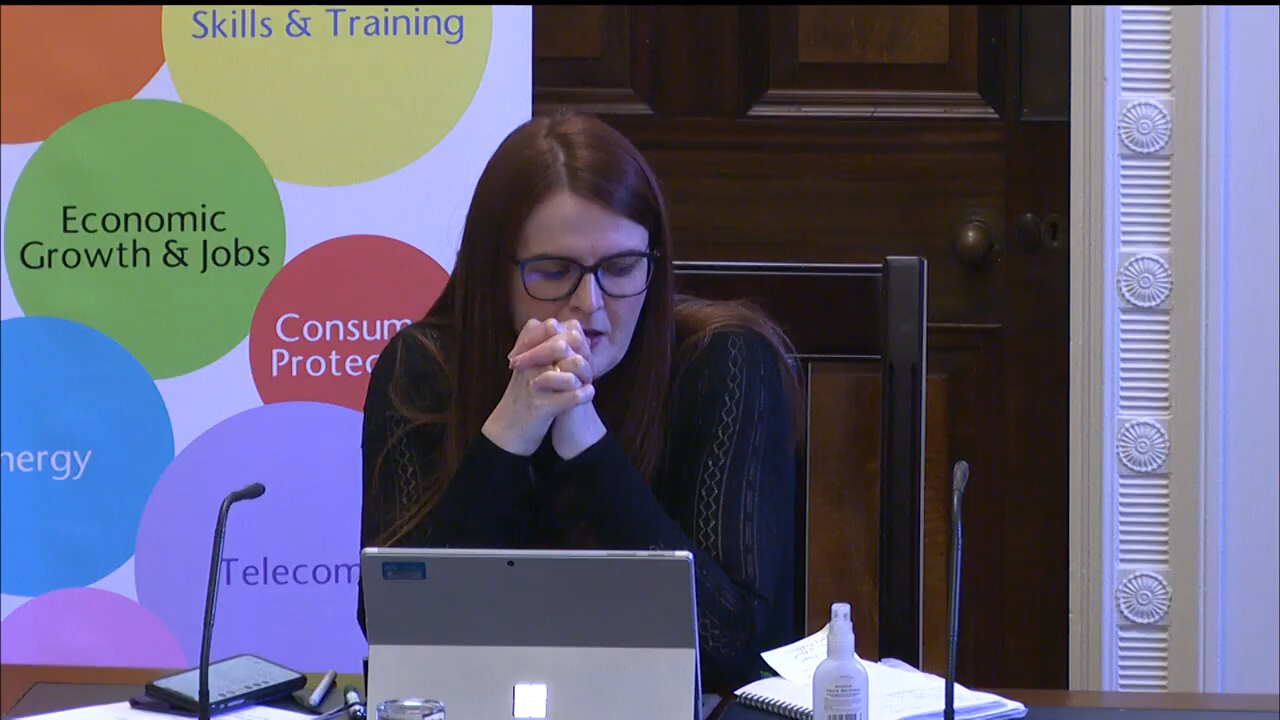 Skills & Training
Economic
Growth & Jobs
Consum
Protec
nergy
Telecom